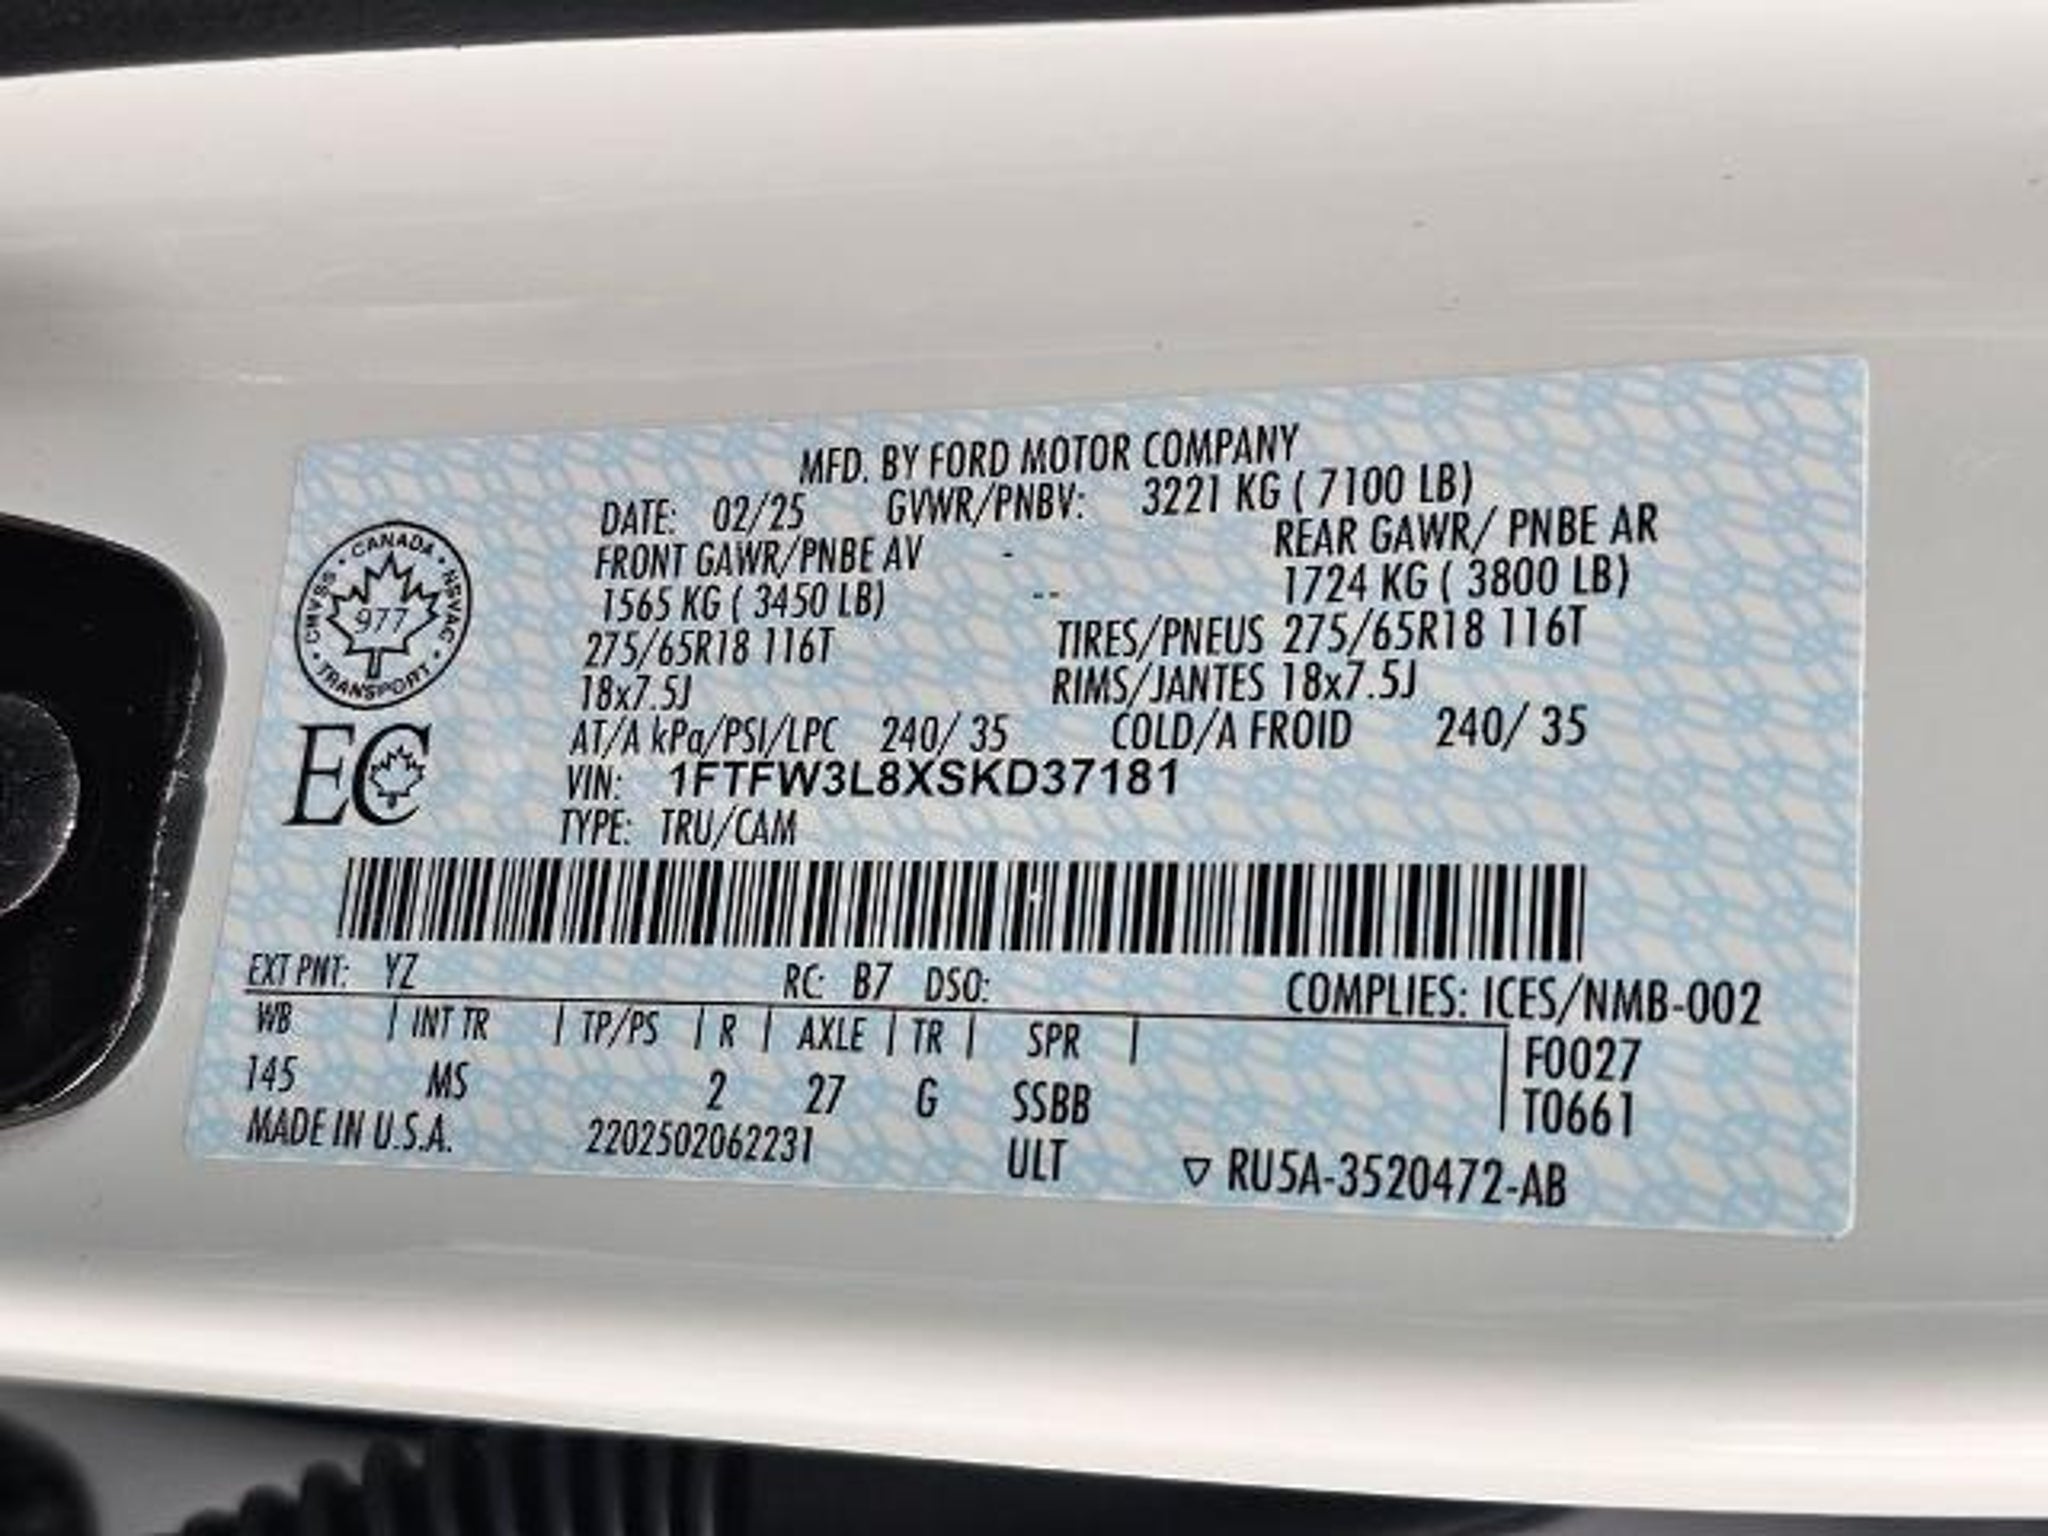 MFD. BY FORD MOTOR COMPANY
DATE: 02/25 GVWR/PNBV: 3221 KG ( 7100 LB)
FRONT GAWR/PNBE AV - REAR GAWR/ PNBE AR
1565 KG ( 3450 LB) -- 1724 KG ( 3800 LB)
275/65R18 116T TIRES/PNEUS 275/65R18 116T
18x7.5J RIMS/JANTES 18x7.5J
AT/A kPa/PSI/LPC 240/ 35 COLD/A FROID 240/ 35
VIN: 1FTFW3L8XSKD37181
TYPE: TRU/CAM
CANADA
NSVAC
TRANSPORT
CMVSS
977
EC
EXT PNT: YZ RC: B7 DSO: COMPLIES: ICES/NMB-002
WB | INT TR | TP/PS | R | AXLE | TR | SPR |
F0027
145 MS 2 27 G SSBB
T0661
MADE IN U.S.A. 2202502062231 ULT ▽ RU5A-3520472-AB